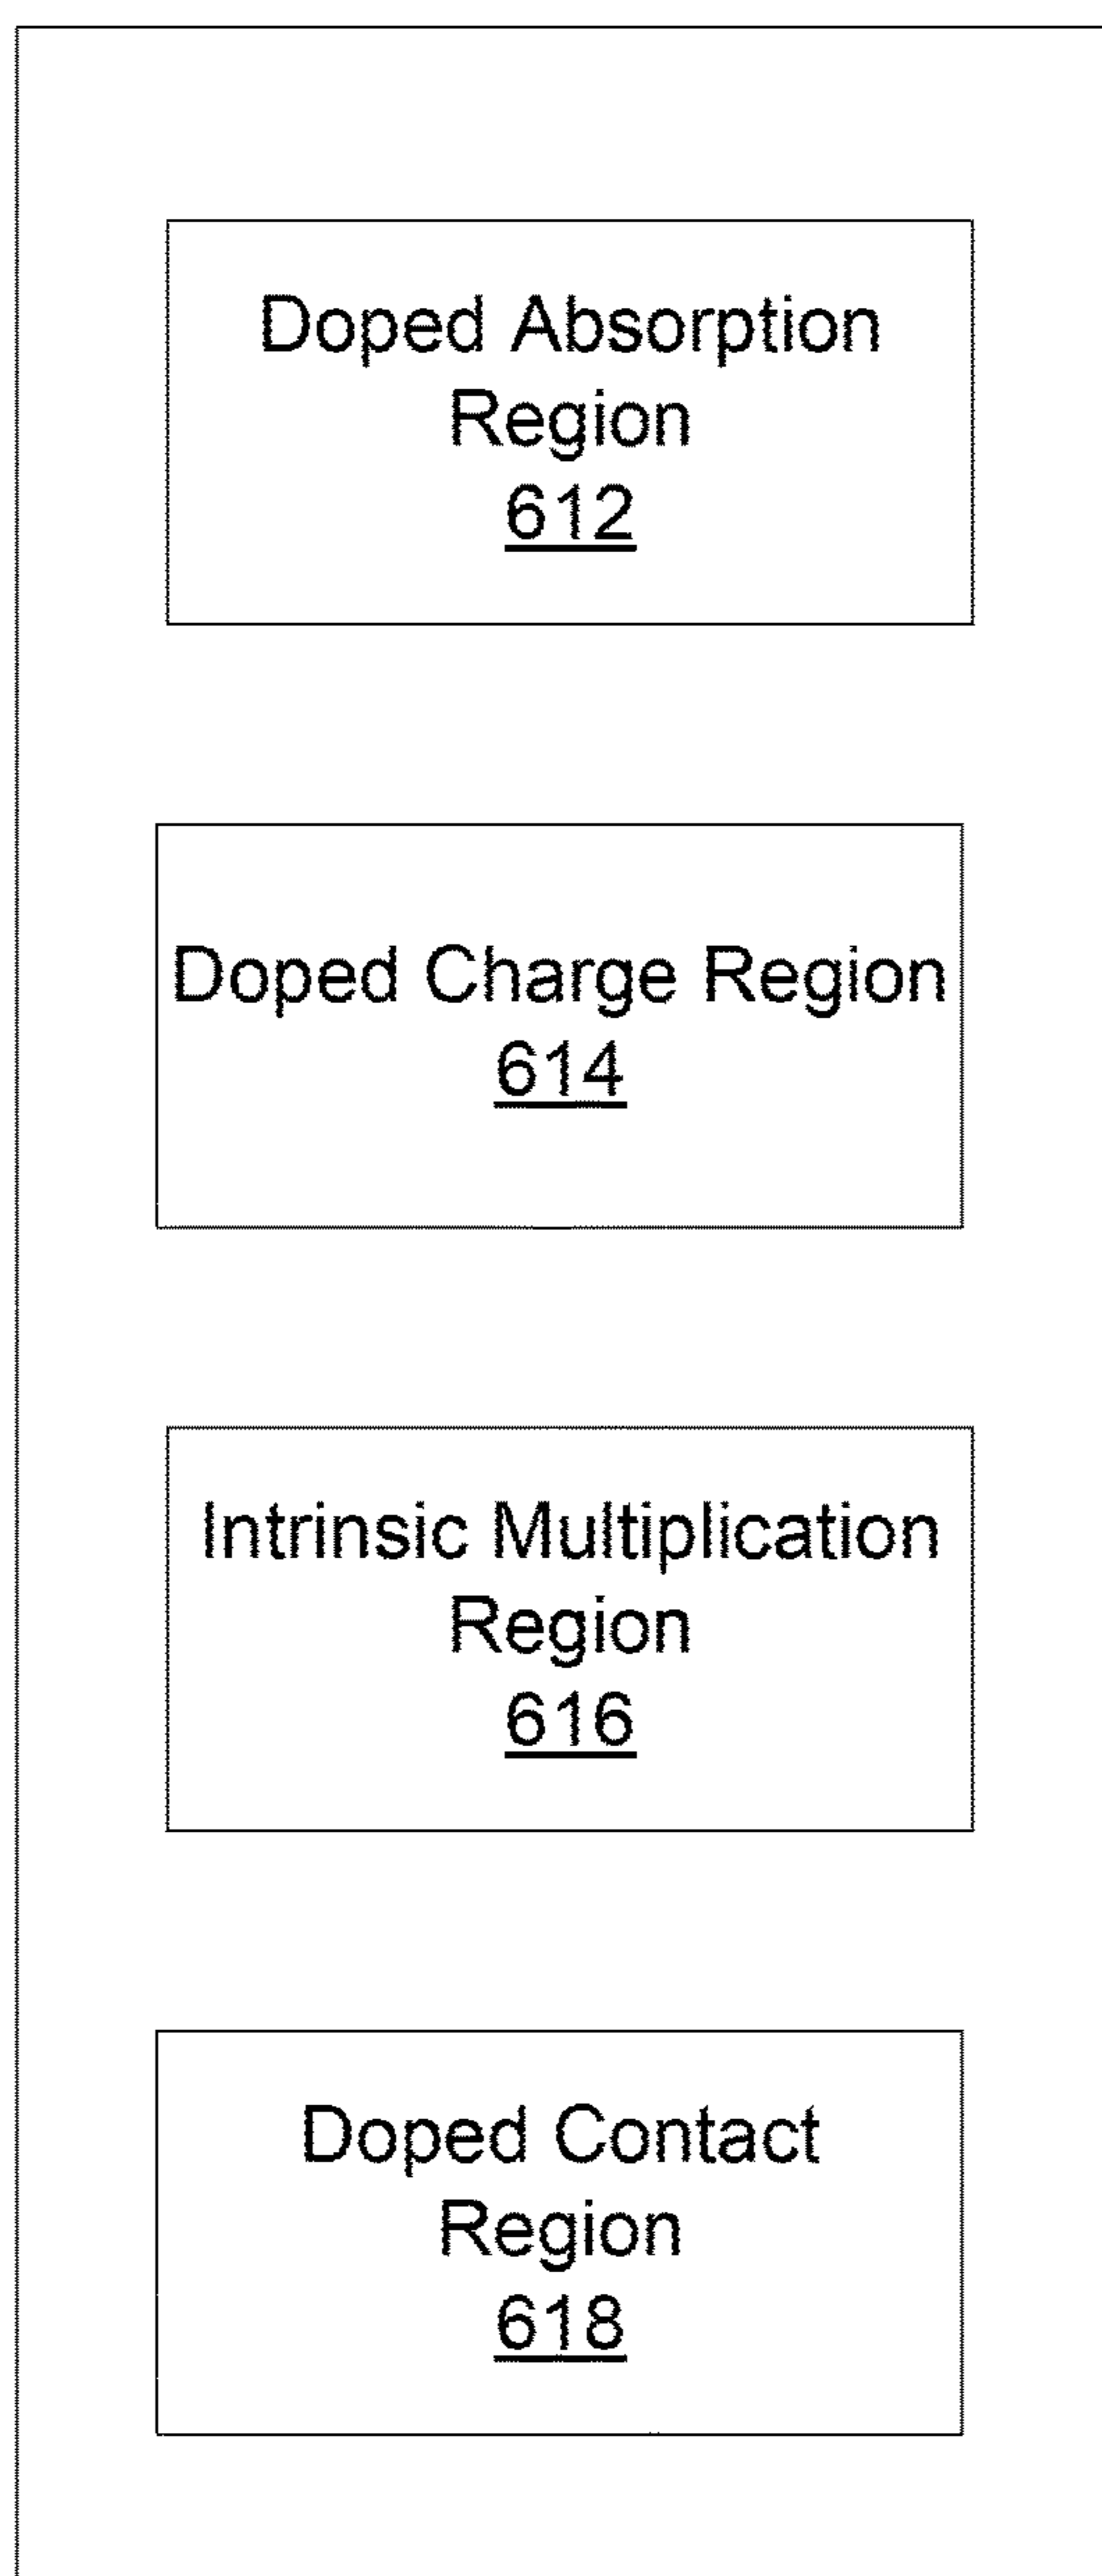 Doped Absorption
Region
612
Doped Charge Region
614
Intrinsic Multiplication
Region
616
Doped Contact
Region
618